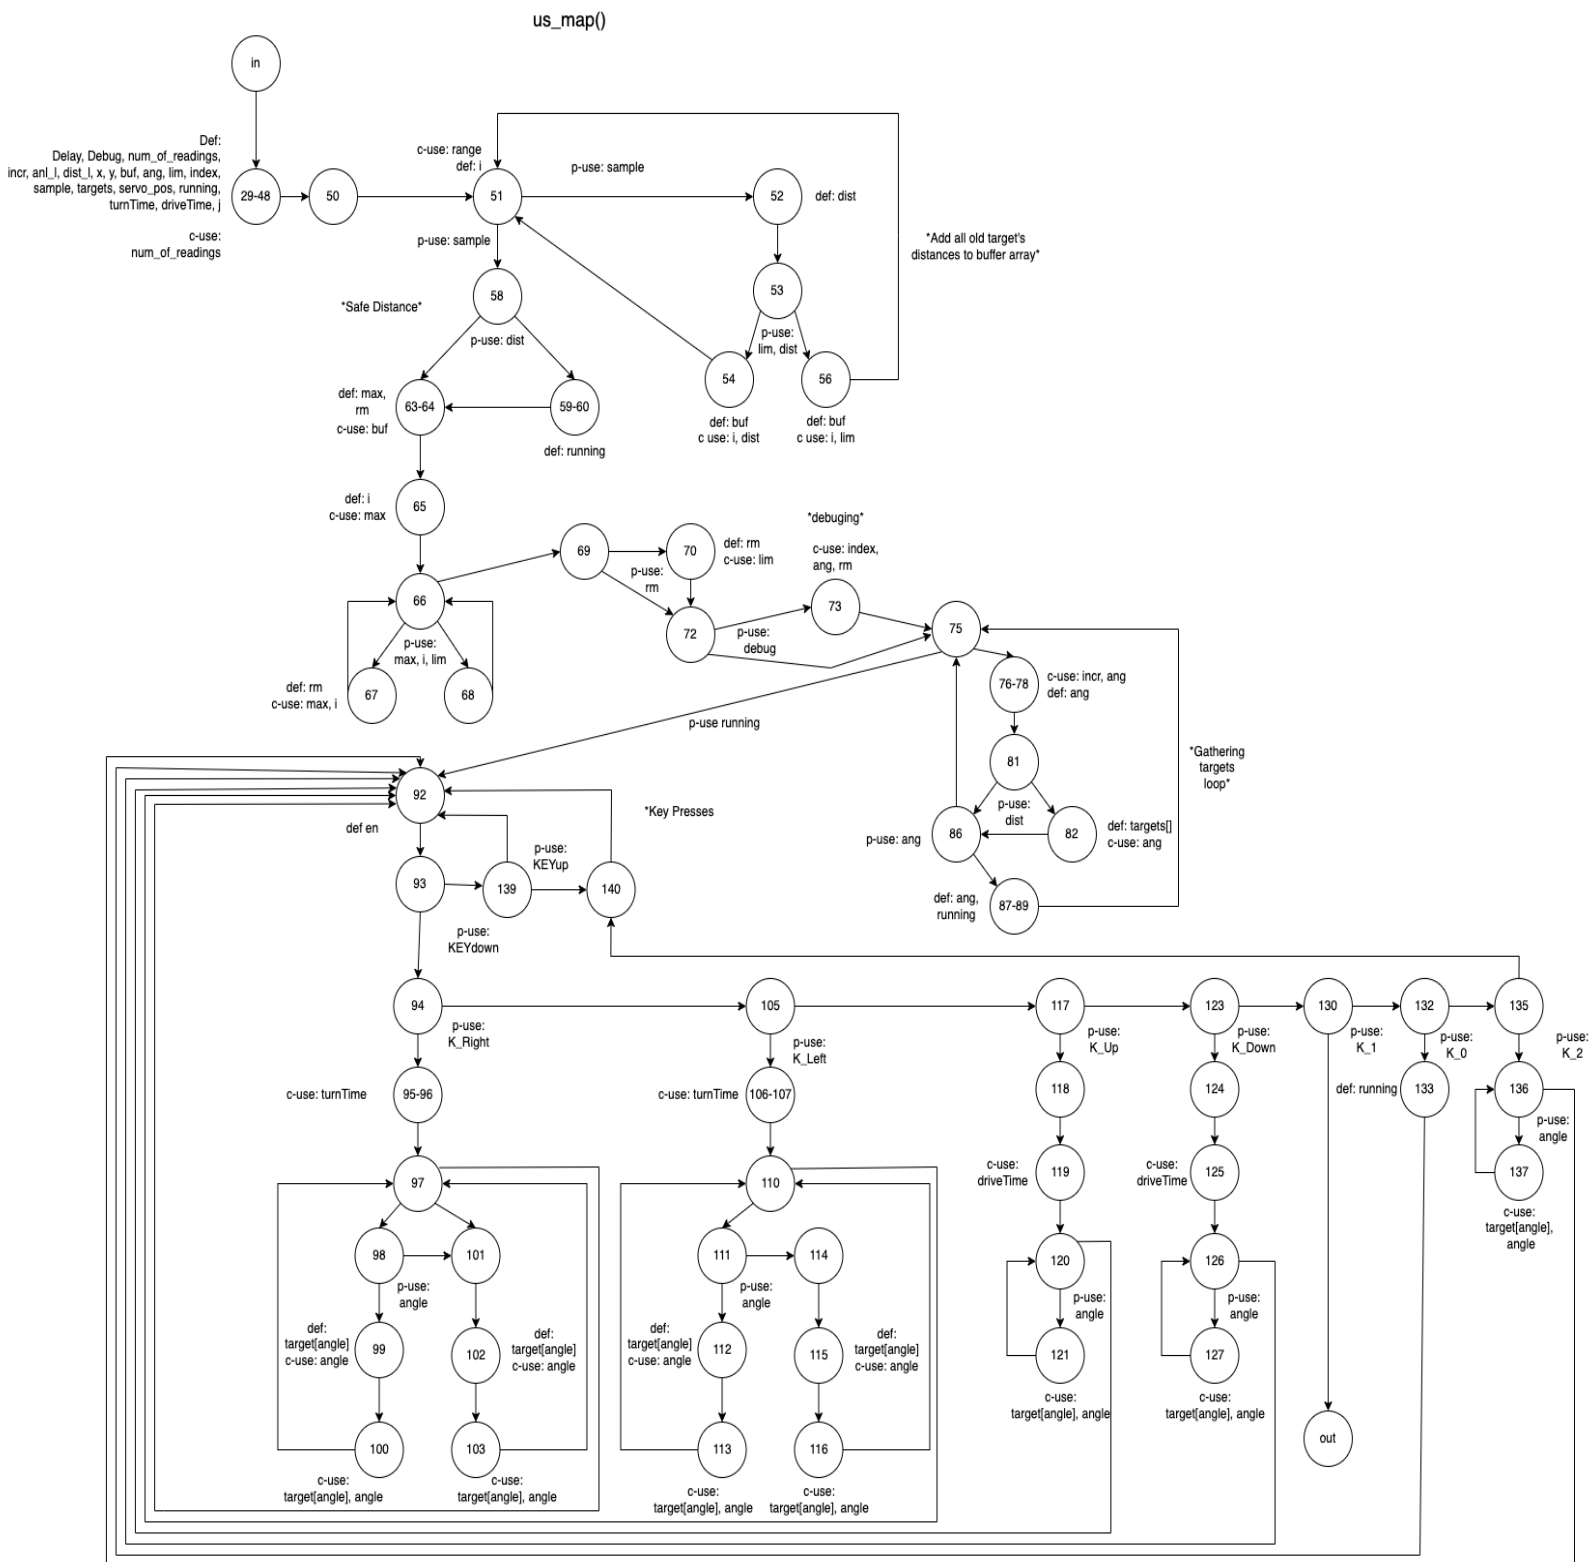 us_map()
in
Def:
Delay, Debug, num_of_readings,
incr, anl_l, dist_l, x, y, buf, ang, lim, index,
sample, targets, servo_pos, running,
turnTime, driveTime, j
c-use:
num_of_readings
29-48
50
c-use: range
def: i
51
p-use: sample
52
def: dist
p-use: sample
*Add all old target's
distances to buffer array*
53
p-use:
lim, dist
58
*Safe Distance*
p-use: dist
54
56
def: buf
c use: i, dist
def: buf
c use: i, lim
def: max,
rm
c-use: buf
63-64
59-60
def: running
def: i
c-use: max
65
*debuging*
69
70
def: rm
c-use: lim
c-use: index,
ang, rm
p-use:
rm
66
73
72
p-use:
debug
75
p-use:
max, i, lim
def: rm
c-use: max, i
67
68
76-78
c-use: incr, ang
def: ang
p-use running
81
*Gathering
targets
loop*
p-use:
dist
92
def en
*Key Presses
p-use: ang
86
82
def: targets[]
c-use: ang
93
p-use:
KEYup
139
140
p-use:
KEYdown
def: ang,
running
87-89
94
105
117
123
130
132
135
p-use:
K_Right
p-use:
K_Left
p-use:
K_Up
p-use:
K_Down
p-use:
K_1
p-use:
K_0
p-use:
K_2
c-use: turnTime
95-96
c-use: turnTime
106-107
118
124
def: running
133
136
p-use:
angle
97
110
c-use:
driveTime
119
c-use:
driveTime
125
137
c-use:
target[angle],
angle
98
101
p-use:
angle
111
114
p-use:
angle
120
p-use:
angle
126
p-use:
angle
def:
target[angle]
c-use: angle
99
102
def:
target[angle]
c-use: angle
def:
target[angle]
c-use: angle
112
115
def:
target[angle]
c-use: angle
121
127
c-use:
target[angle], angle
c-use:
target[angle], angle
100
103
113
116
out
c-use:
target[angle], angle
c-use:
target[angle], angle
c-use:
target[angle], angle
c-use:
target[angle], angle